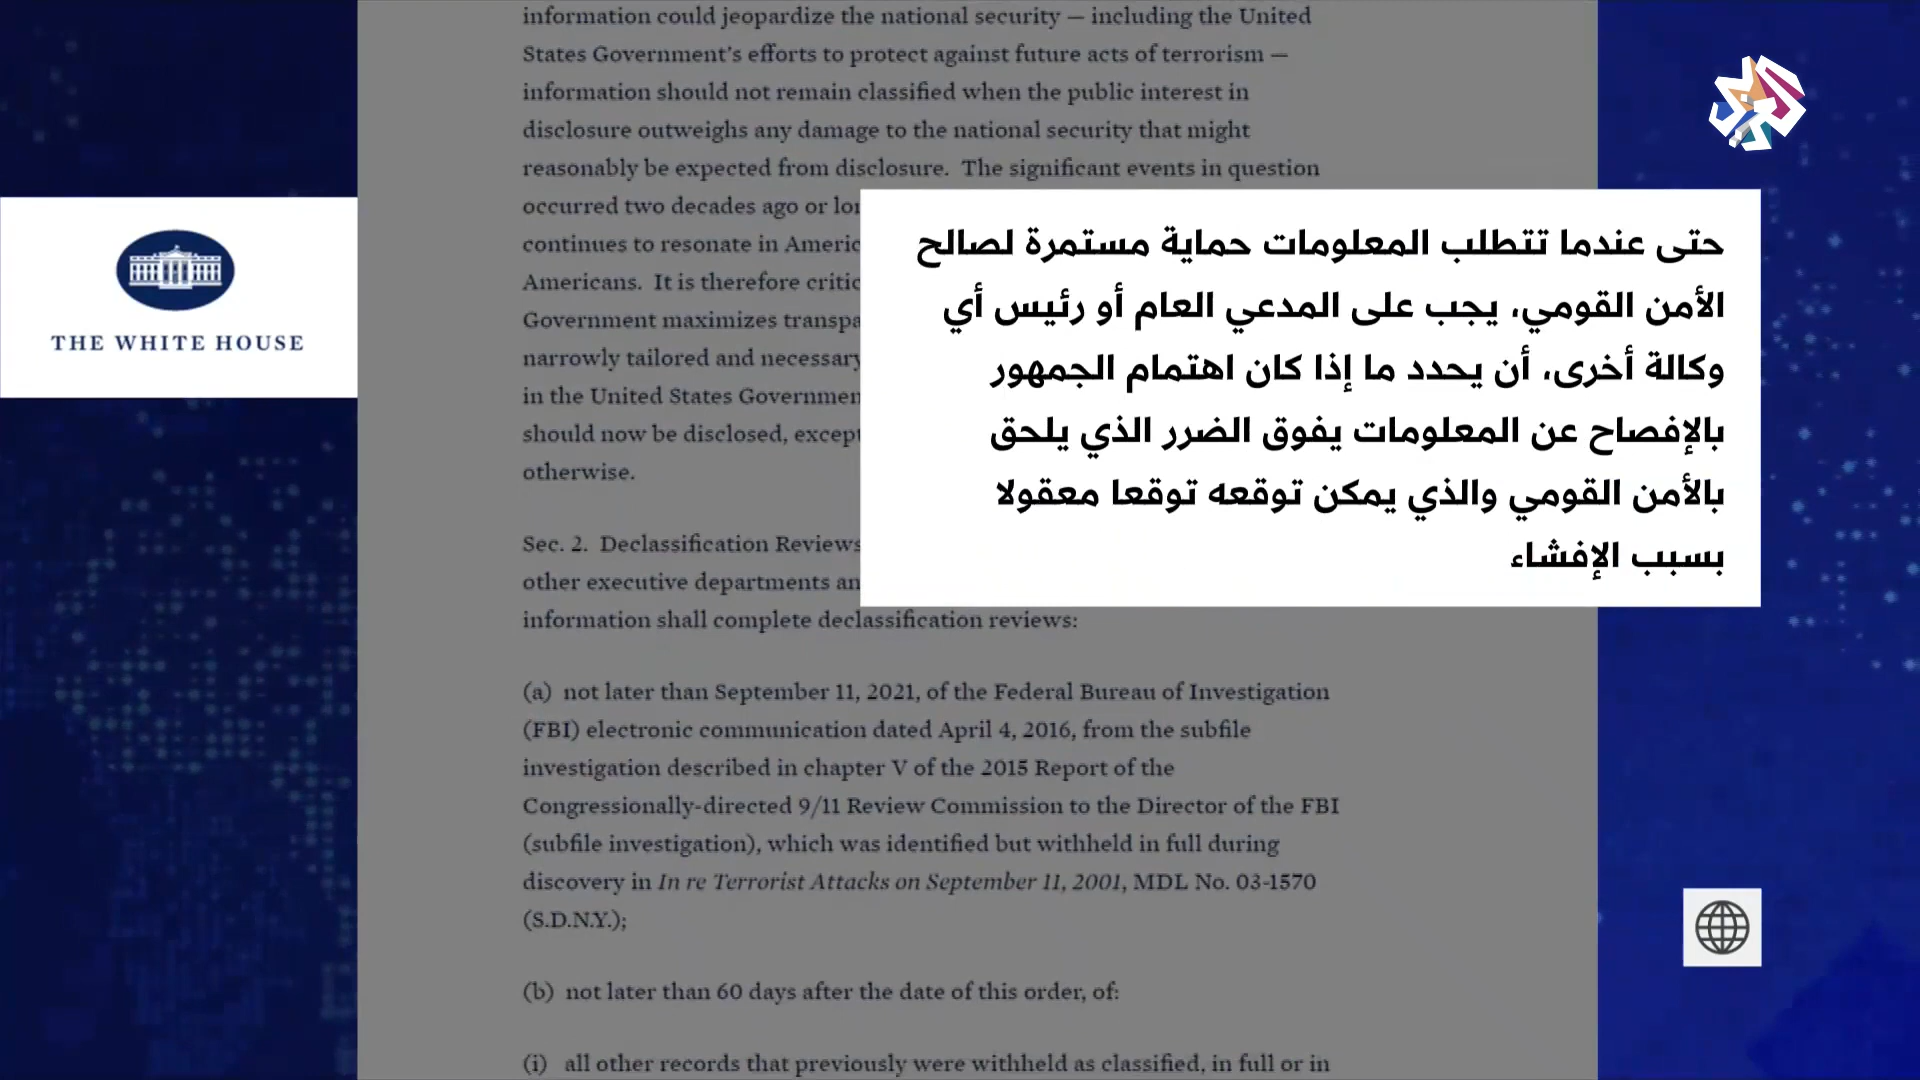 information could jeopardize the national security — including the United
States Government's efforts to protect against future acts of terrorism —
information should not remain classified when the public interest in
disclosure outweighs any damage to the national security that might
reasonably be expected from disclosure.  The significant events in question
occurred two decades ago or
continues to resonate in
Americans.  It is therefore
Government maximizes
narrowly tailored and necessary
in the United States
should now be disclosed,
otherwise.
Sec. 2.  Declassification Reviews
other executive departments
information shall complete declassification reviews:
(a)  not later than September 11, 2021, of the Federal Bureau of Investigation
(FBI) electronic communication dated April 4, 2016, from the subfile
investigation described in chapter V of the 2015 Report of the
Congressionally-directed 9/11 Review Commission to the Director of the FBI
(subfile investigation), which was identified but withheld in full during
discovery in In re Terrorist Attacks on September 11, 2001, MDL No. 03-1570
(S.D.N.Y.);
(b)  not later than 60 days after the date of this order, of:
(i)   all other records that previously were withheld as classified, in full or in
THE WHITE HOUSE
حتى عندما تتطلب المعلومات حماية مستمرة لصالح
الأمن القومي، يجب على المدعي العام أو رئيس أي
وكالة أخرى، أن يحدد ما إذا كان اهتمام الجمهور
بالإفصاح عن المعلومات يفوق الضرر الذي يلحق
بالأمن القومي والذي يمكن توقعه توقعا معقولا
بسبب الإفشاء